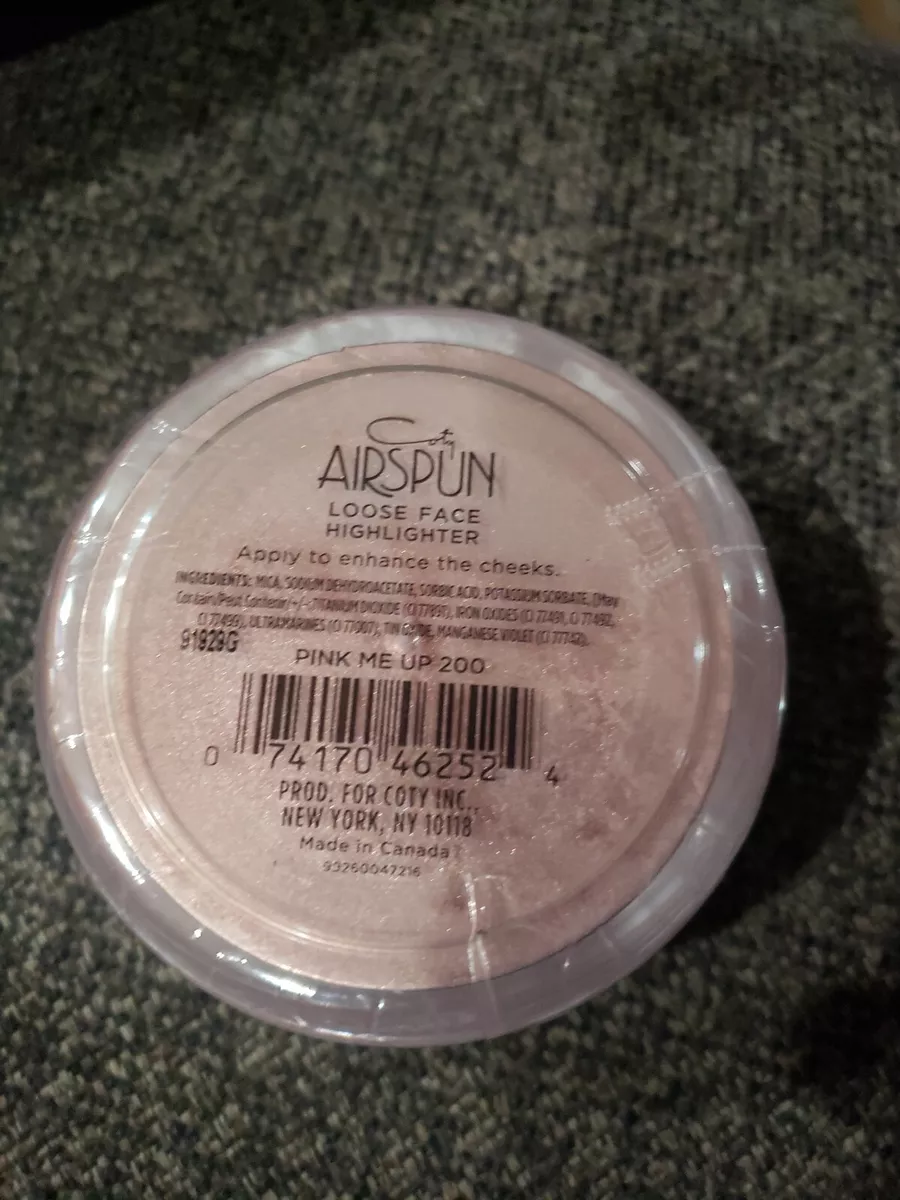 Coty
AIRSPUN
LOOSE FACE
HIGHLIGHTER
Apply to enhance the cheeks.
INGREDIENTS: MICA, SODIUM DEHYDROACETATE, SORBIC ACID, POTASSIUM SORBATE, [May
Contain/Peut Contenir/+/-: TITANIUM DIOXIDE (CI 77891), IRON OXIDES (CI 77491, CI 77492,
CI 77499), ULTRAMARINES (CI 77007), TIN OXIDE, MANGANESE VIOLET (CI 77742).
91929G
PINK ME UP 200
0 74170 46252 4
PROD. FOR COTY INC.,
NEW YORK, NY 10118
Made in Canada
99260047216